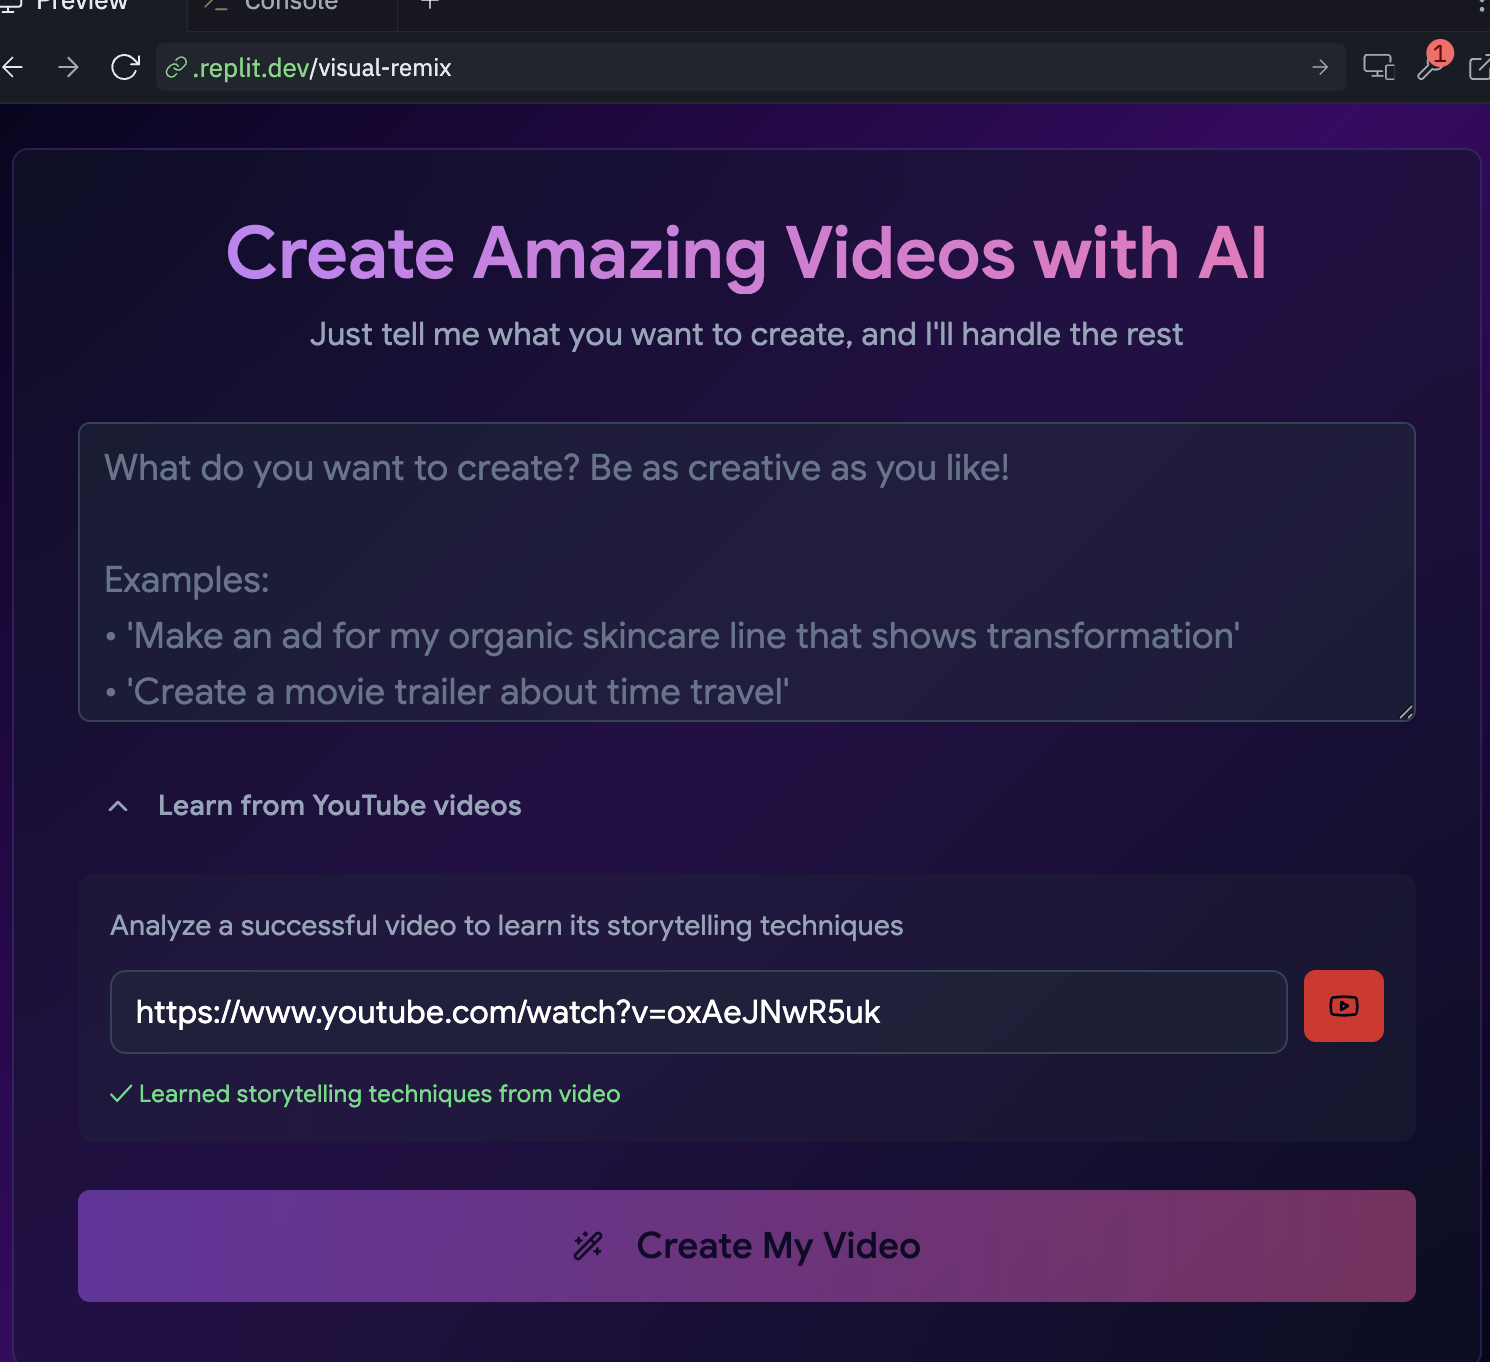 Preview
Console
.replit.dev/visual-remix
1
Create Amazing Videos with AI
Just tell me what you want to create, and I'll handle the rest
What do you want to create? Be as creative as you like!
Examples:
• 'Make an ad for my organic skincare line that shows transformation'
• 'Create a movie trailer about time travel'
Learn from YouTube videos
Analyze a successful video to learn its storytelling techniques
https://www.youtube.com/watch?v=oxAeJNwR5uk
✓ Learned storytelling techniques from video
Create My Video